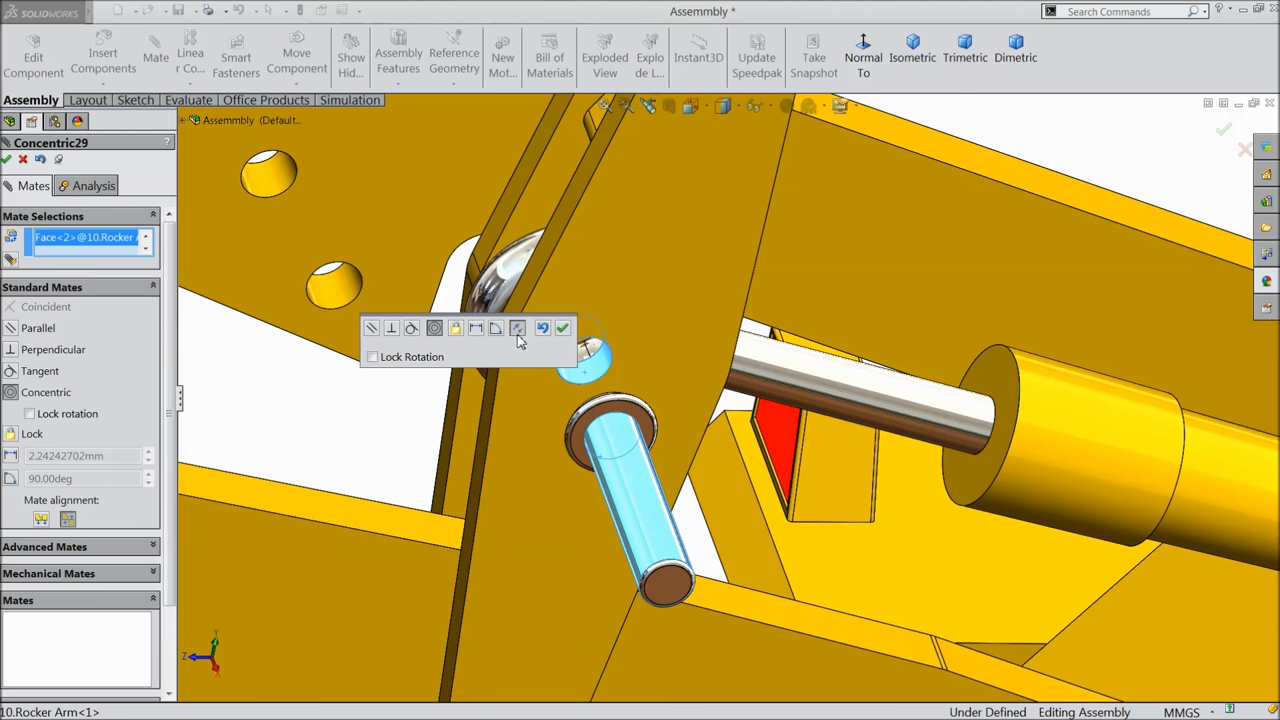 SOLIDWORKS
Assemmbly *
Search Commands
Edit Component
Insert Components
Mate
Linea r Co...
Smart Fasteners
Move Component
Show Hid...
Assembly Features
Reference Geometry
New Mot...
Bill of Materials
Exploded View
Explo de L...
Instant3D
Update Speedpak
Take Snapshot
Normal To
Isometric
Trimetric
Dimetric
Assembly
Layout
Sketch
Evaluate
Office Products
Simulation
Assemmbly (Default...
Concentric29
?
Mates
Analysis
Mate Selections
Face<2>@10.Rocker A
Standard Mates
Coincident
Parallel
Perpendicular
Tangent
Concentric
Lock rotation
Lock
2.24242702mm
90.00deg
Mate alignment:
Advanced Mates
Mechanical Mates
Mates
Lock Rotation
Y
Z
X
10.Rocker Arm<1>
Under Defined
Editing Assembly
MMGS